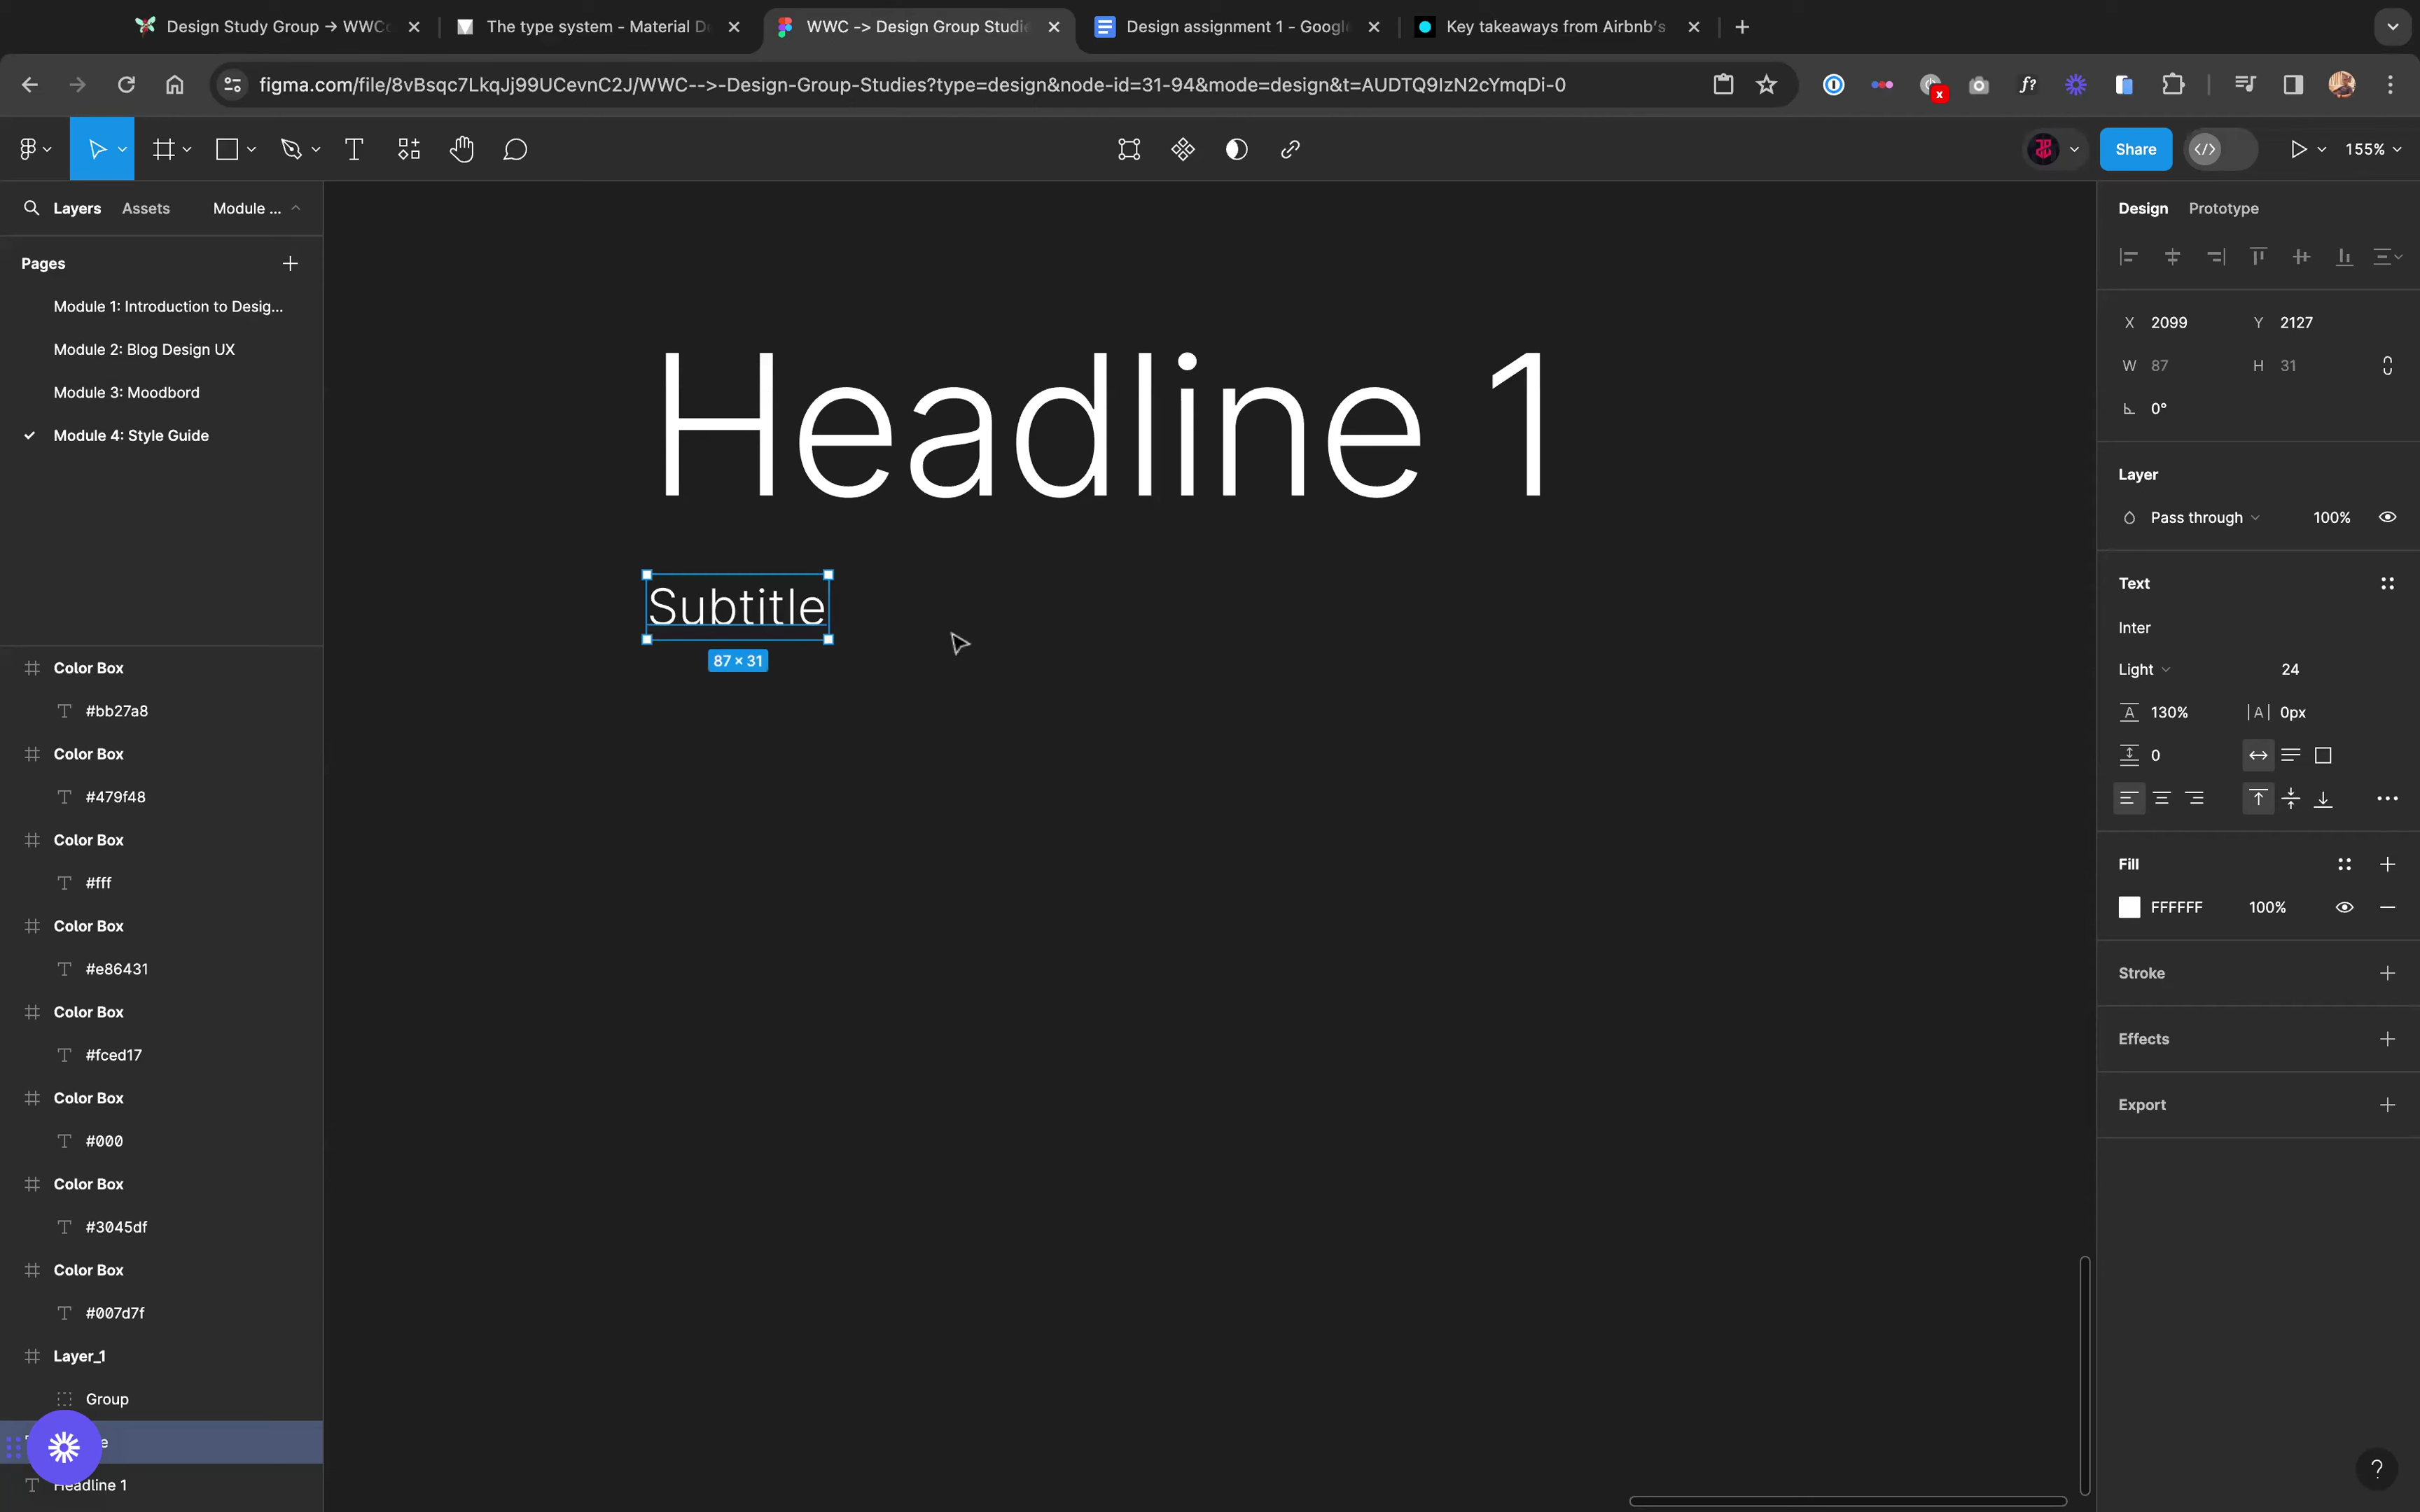 Design Study Group → WWC
The type system - Material D
WWC -> Design Group Studie
Design assignment 1 - Googl
Key takeaways from Airbnb's
figma.com/file/8vBsqc7LkqJj99UCevnC2J/WWC-->-Design-Group-Studies?type=design&node-id=31-94&mode=design&t=AUDTQ9IzN2cYmqDi-0
Share
155%
Layers
Assets
Module ...
Pages
Module 1: Introduction to Desig...
Module 2: Blog Design UX
Module 3: Moodbord
Module 4: Style Guide
Color Box
#bb27a8
Color Box
#479f48
Color Box
#fff
Color Box
#e86431
Color Box
#fced17
Color Box
#000
Color Box
#3045df
Color Box
#007d7f
Layer_1
Group
Headline 1
Headline 1
Subtitle
87 × 31
Design
Prototype
X 2099
Y 2127
W 87
H 31
0°
Layer
Pass through
100%
Text
Inter
Light
24
130%
0px
0
Fill
FFFFFF
100%
Stroke
Effects
Export
?